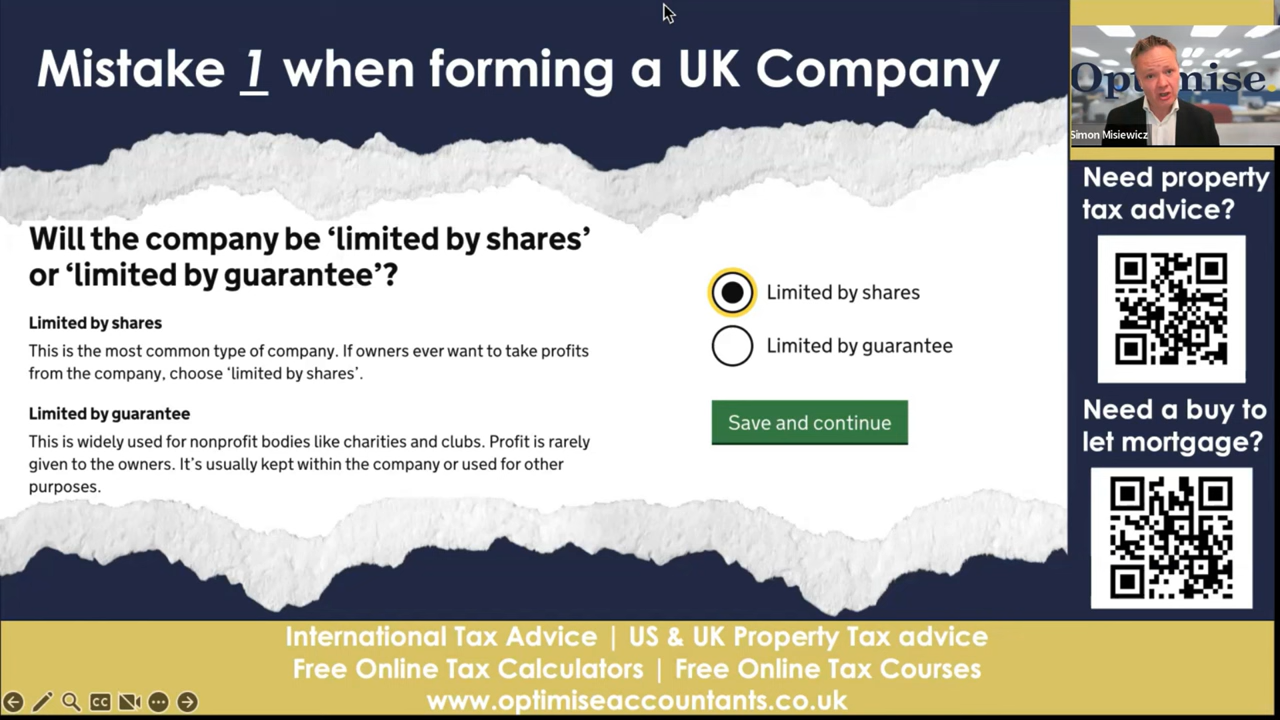 Mistake 1 when forming a UK Company
Optimise.
Simon Misiewicz
Need property
tax advice?
Will the company be ‘limited by shares’
or ‘limited by guarantee’?
Limited by shares
This is the most common type of company. If owners ever want to take profits
from the company, choose ‘limited by shares’.
Limited by guarantee
This is widely used for nonprofit bodies like charities and clubs. Profit is rarely
given to the owners. It’s usually kept within the company or used for other
purposes.
Limited by shares
Limited by guarantee
Save and continue
Need a buy to
let mortgage?
International Tax Advice | US & UK Property Tax advice
Free Online Tax Calculators | Free Online Tax Courses
www.optimiseaccountants.co.uk
CC